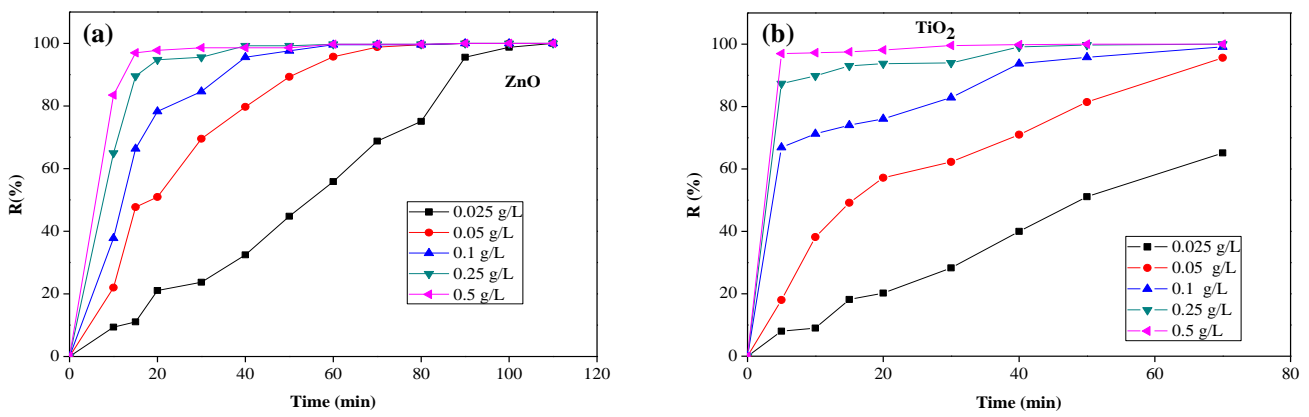 (a)
ZnO
R(%)
100
80
60
40
20
0
0 20 40 60 80 100 120
Time (min)
0.025 g/L
0.05 g/L
0.1 g/L
0.25 g/L
0.5 g/L
(b)
TiO2
R (%)
100
80
60
40
20
0
0 20 40 60 80
Time (min)
0.025 g/L
0.05 g/L
0.1 g/L
0.25 g/L
0.5 g/L